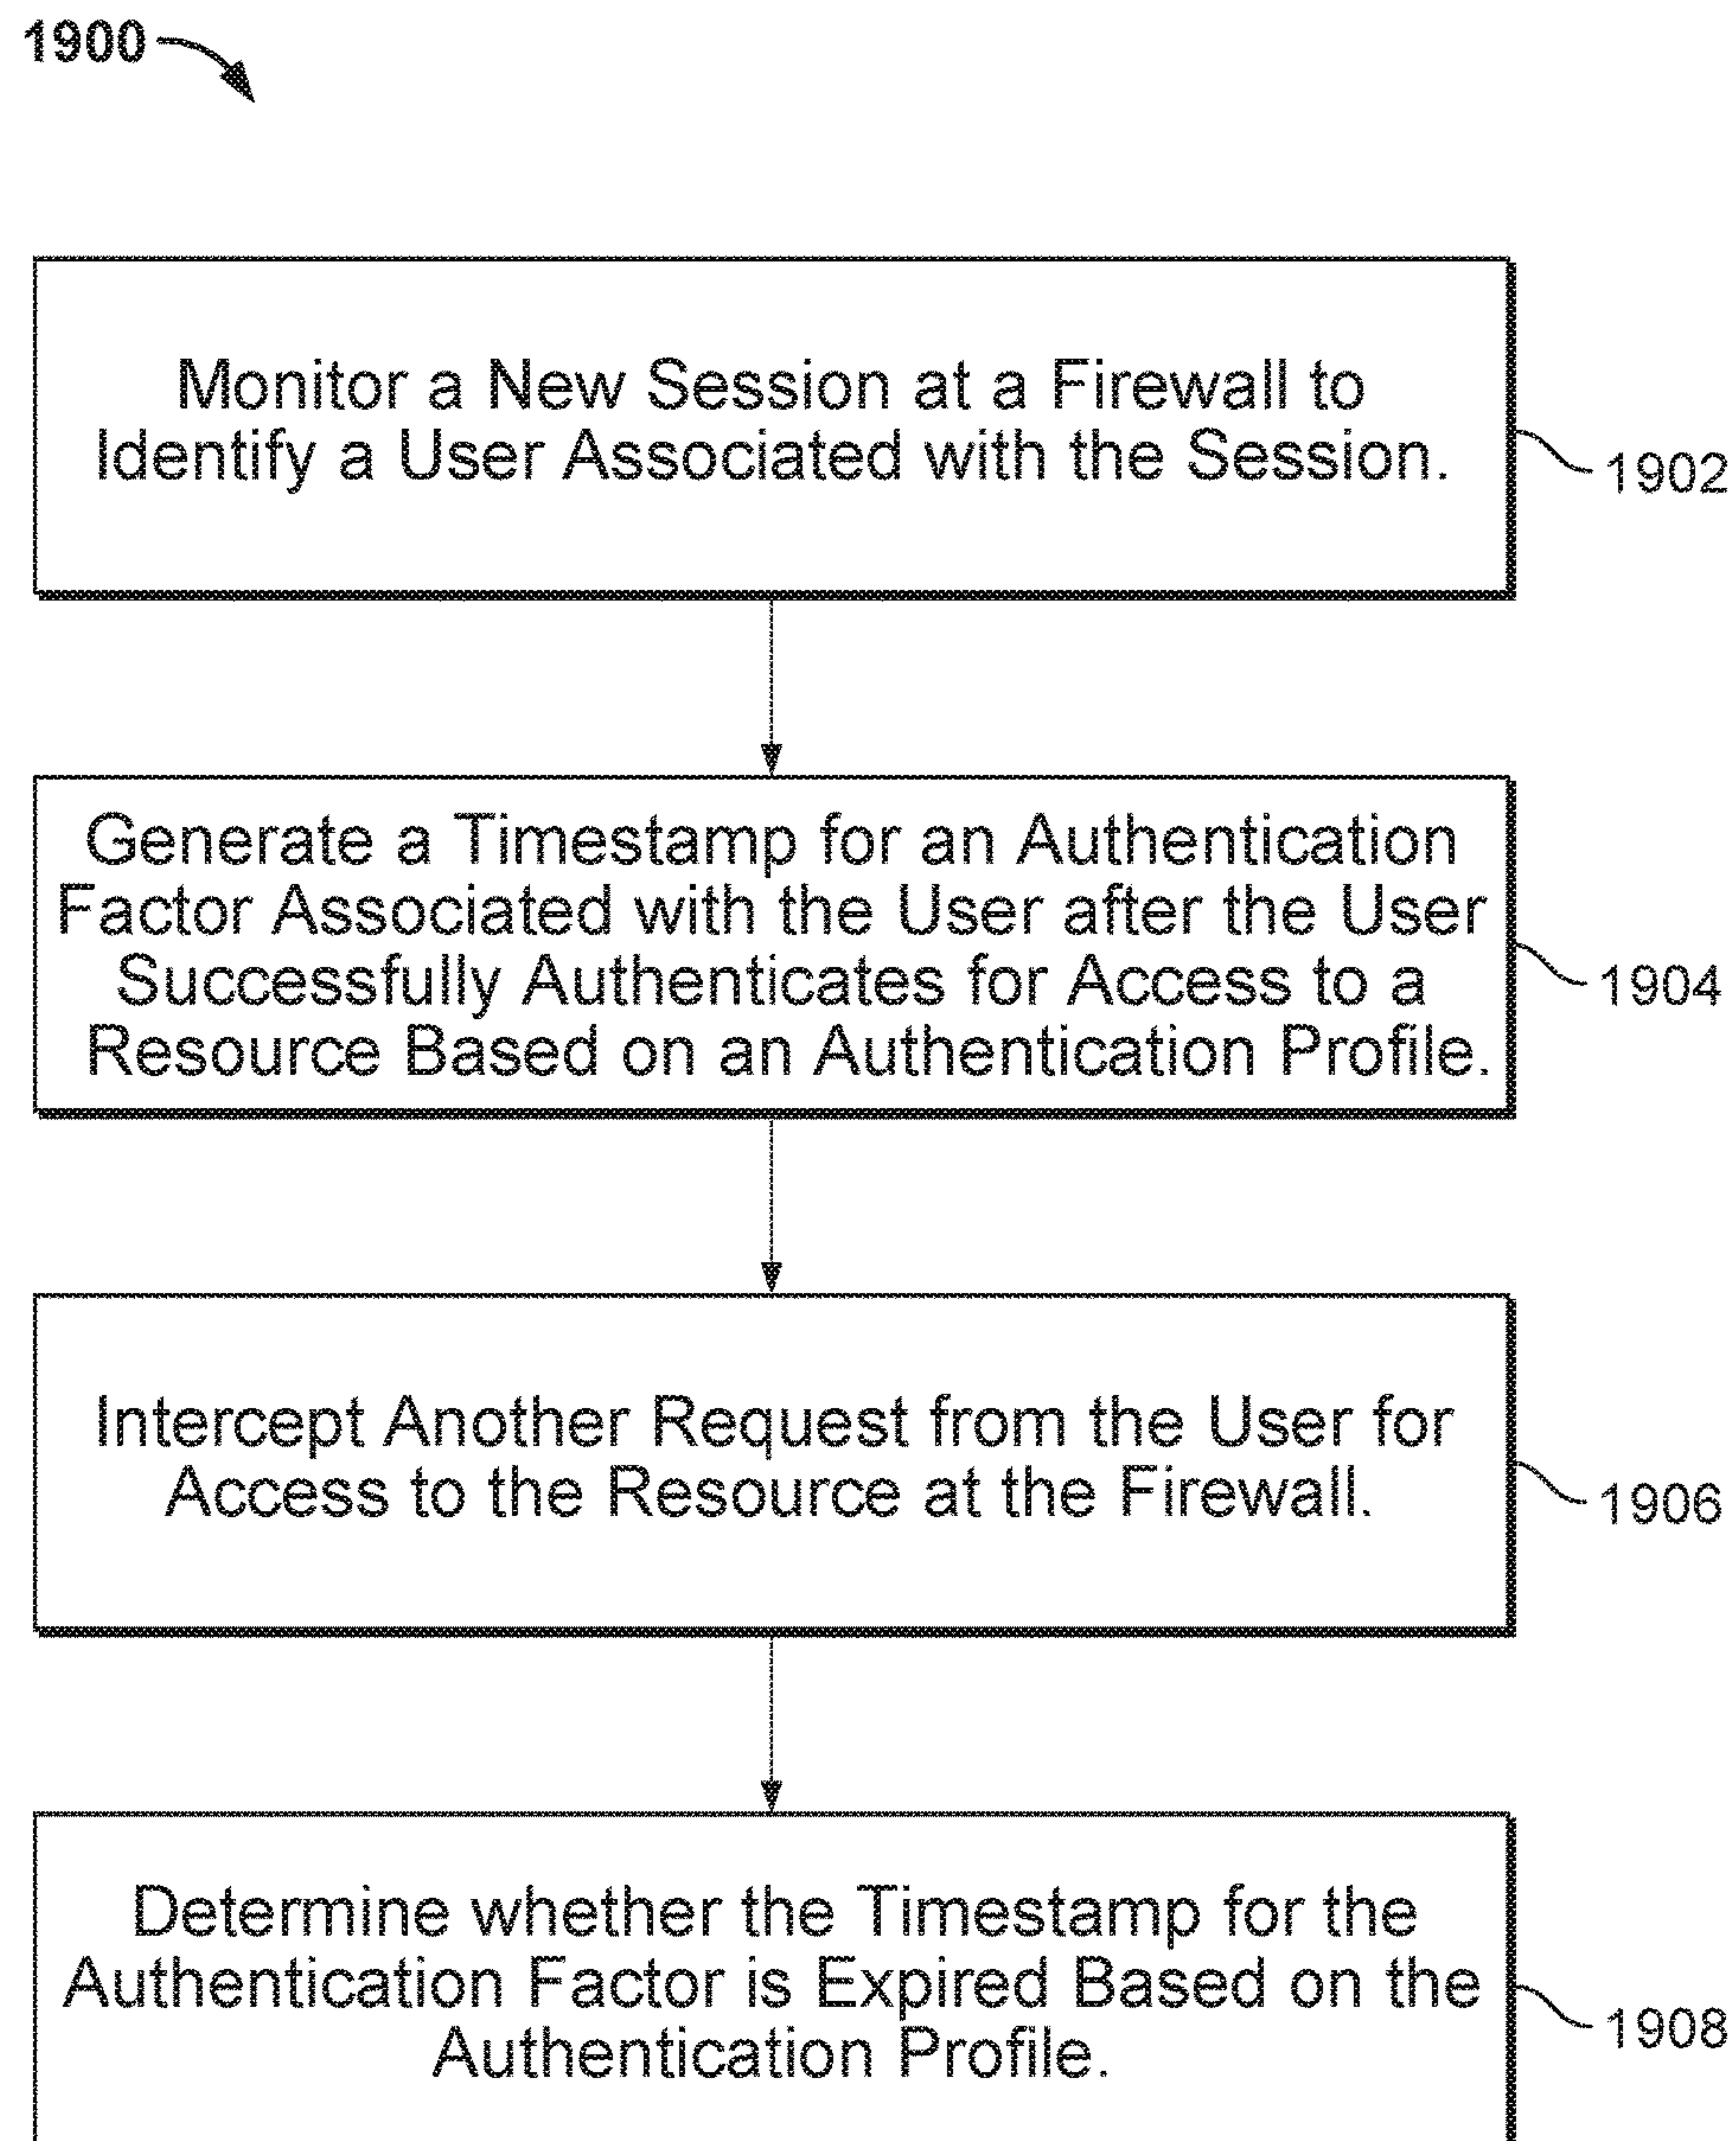 1900
Monitor a New Session at a Firewall to
Identify a User Associated with the Session.
1902
Generate a Timestamp for an Authentication
Factor Associated with the User after the User
Successfully Authenticates for Access to a
Resource Based on an Authentication Profile.
1904
Intercept Another Request from the User for
Access to the Resource at the Firewall.
1906
Determine whether the Timestamp for the
Authentication Factor is Expired Based on the
Authentication Profile.
1908